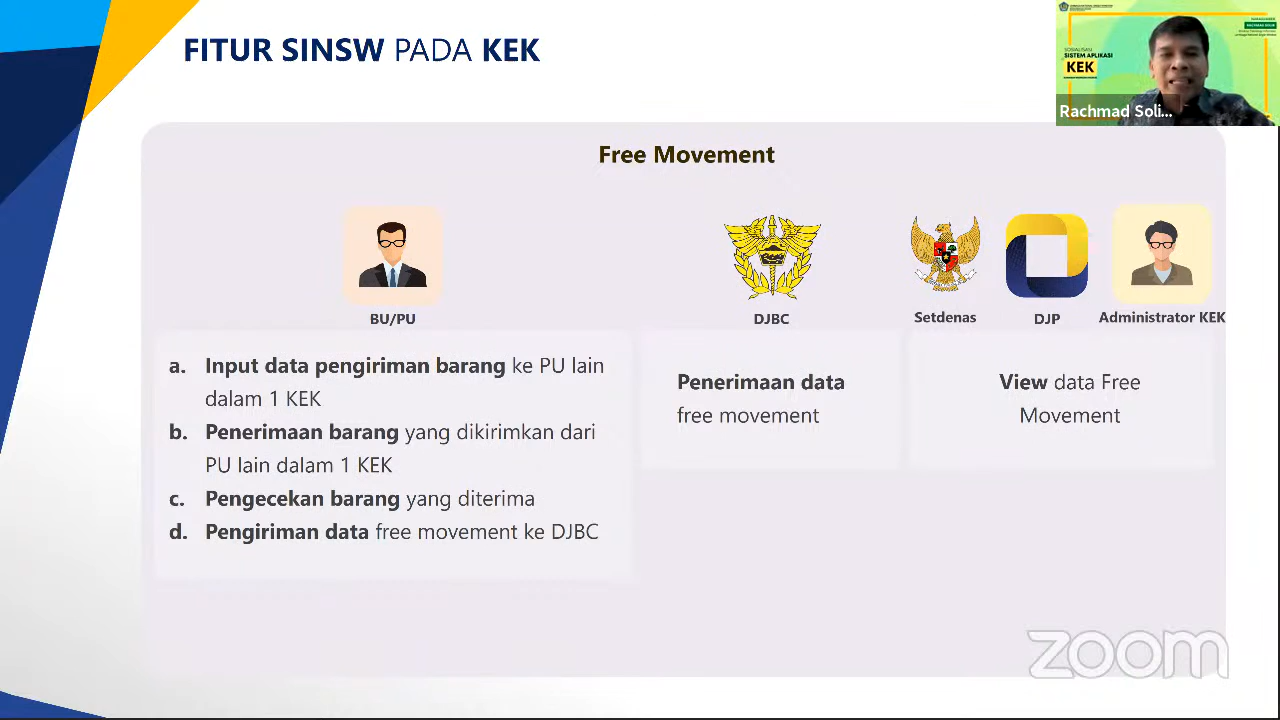 FITUR SINSW PADA KEK
SOSIALISASI
SISTEM APLIKASI
KEK
RACHMAD SOLIK
Rachmad Soli...
Free Movement
BU/PU
DJBC
Setdenas
DJP
Administrator KEK
a. Input data pengiriman barang ke PU lain
dalam 1 KEK
b. Penerimaan barang yang dikirimkan dari
PU lain dalam 1 KEK
c. Pengecekan barang yang diterima
d. Pengiriman data free movement ke DJBC
Penerimaan data
free movement
View data Free
Movement
zoom